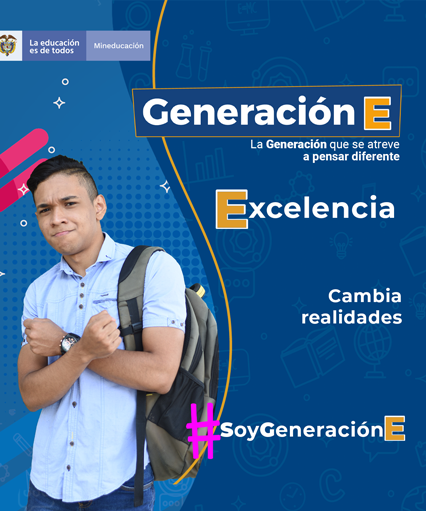 La educación
es de todos
Mineducación
Generación E
La Generación que se atreve
a pensar diferente
Excelencia
Cambia
realidades
#SoyGeneraciónE